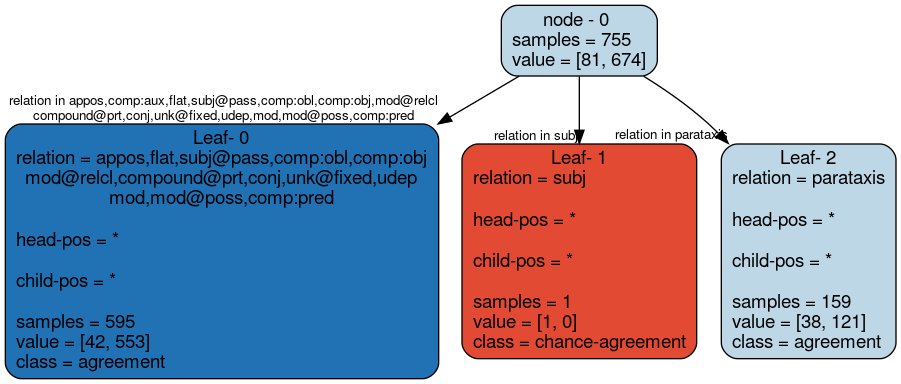 node - 0
samples = 755
value = [81, 674]
relation in appos,comp:aux,flat,subj@pass,comp:obl,comp:obj,mod@relcl
compound@prt,conj,unk@fixed,udep,mod,mod@poss,comp:pred
relation in subj
relation in parataxis
Leaf- 0
relation = appos,flat,subj@pass,comp:obl,comp:obj
mod@relcl,compound@prt,conj,unk@fixed,udep
mod,mod@poss,comp:pred
head-pos = *
child-pos = *
samples = 595
value = [42, 553]
class = agreement
Leaf- 1
relation = subj
head-pos = *
child-pos = *
samples = 1
value = [1, 0]
class = chance-agreement
Leaf- 2
relation = parataxis
head-pos = *
child-pos = *
samples = 159
value = [38, 121]
class = agreement